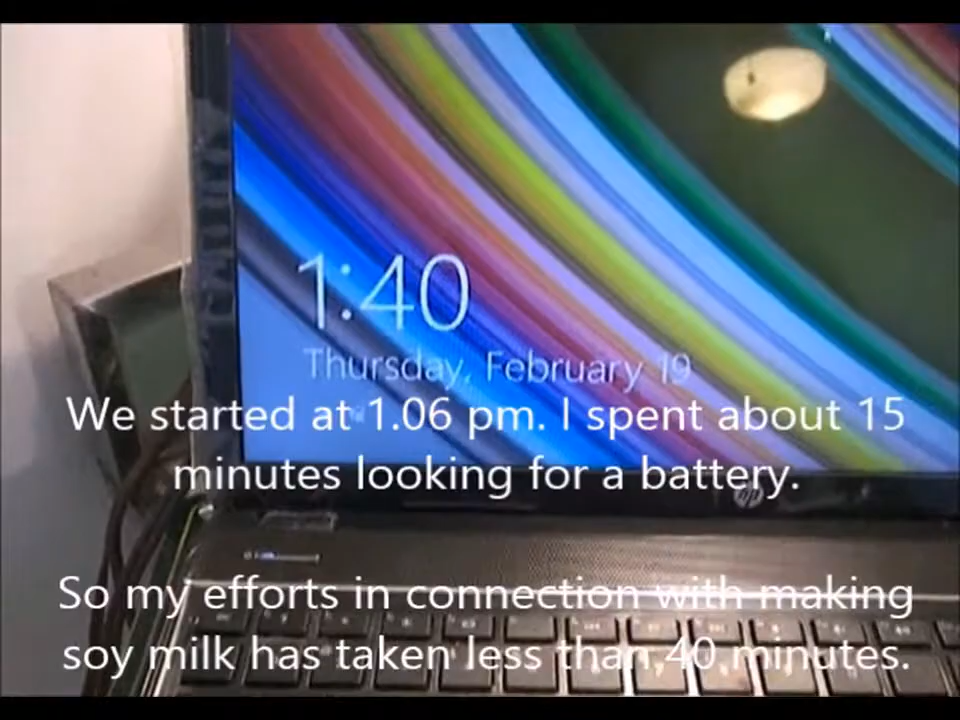 1:40
Thursday, February 19
We started at 1.06 pm. I spent about 15
minutes looking for a battery.
hp
So my efforts in connection with making
soy milk has taken less than 40 minutes.